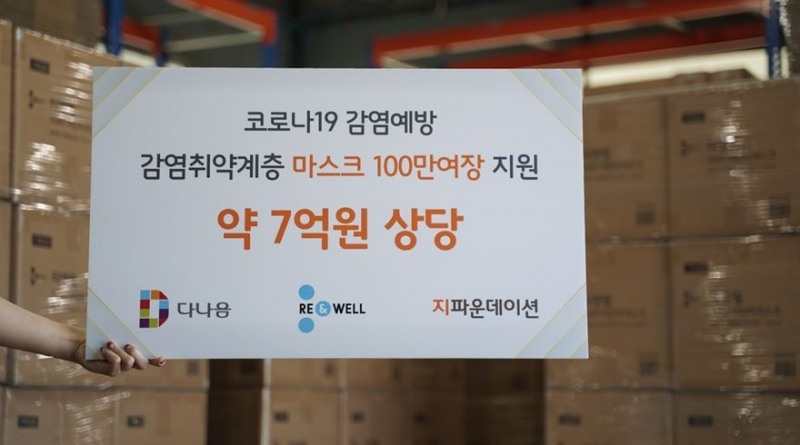 코로나19 감염예방
감염취약계층 마스크 100만여장 지원
약 7억원 상당
다나음
RE&WELL
지파운데이션